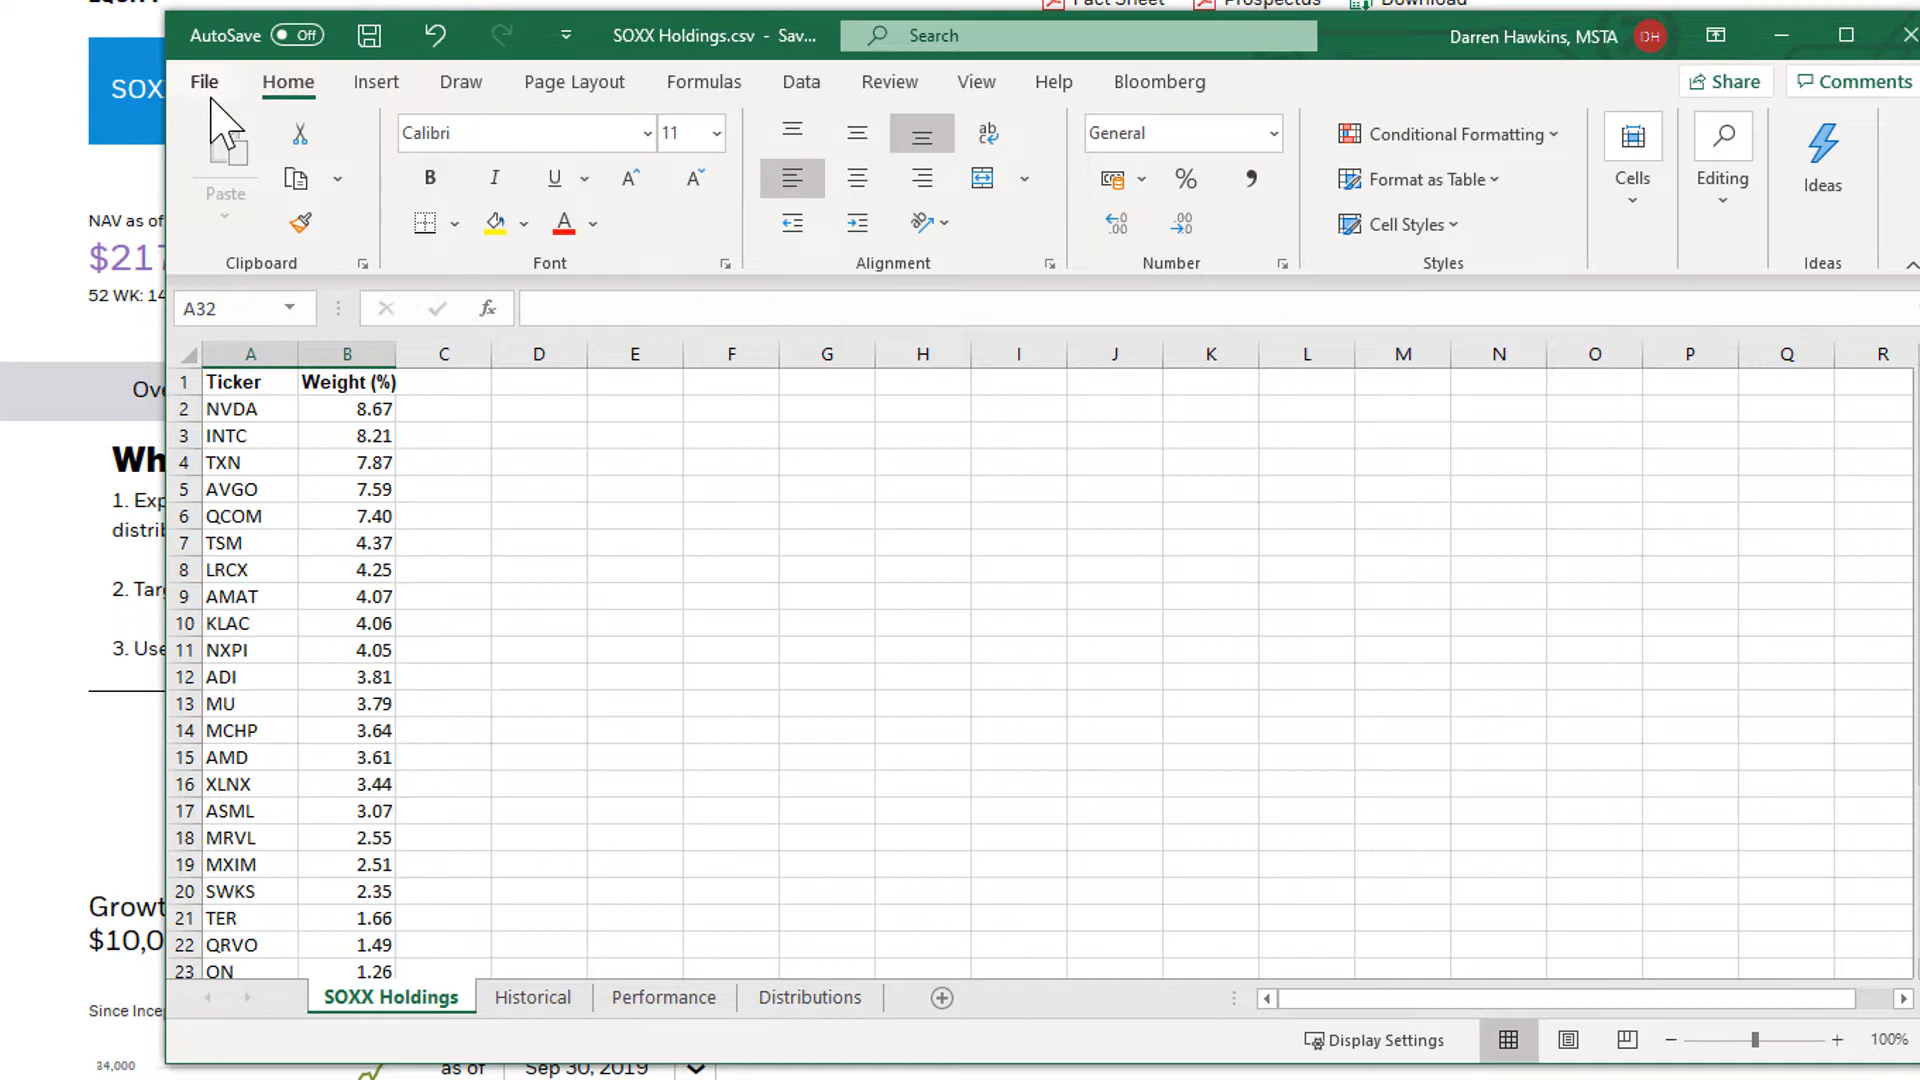 Fact Sheet Prospectus Download
AutoSave Off SOXX Holdings.csv - Sav... Search Darren Hawkins, MSTA DH
File Home Insert Draw Page Layout Formulas Data Review View Help Bloomberg Share Comments
Paste
Calibri 11 General
Conditional Formatting
Format as Table
Cell Styles
Cells Editing Ideas
Clipboard Font Alignment Number Styles Ideas
A32
A B C D E F G H I J K L M N O P Q R
1 Ticker Weight (%)
2 NVDA 8.67
3 INTC 8.21
4 TXN 7.87
5 AVGO 7.59
6 QCOM 7.40
7 TSM 4.37
8 LRCX 4.25
9 AMAT 4.07
10 KLAC 4.06
11 NXPI 4.05
12 ADI 3.81
13 MU 3.79
14 MCHP 3.64
15 AMD 3.61
16 XLNX 3.44
17 ASML 3.07
18 MRVL 2.55
19 MXIM 2.51
20 SWKS 2.35
21 TER 1.66
22 QRVO 1.49
23 ON 1.26
SOXX Holdings Historical Performance Distributions
Display Settings 100%
SOX
NAV as of
$217
52 WK: 14
Ove
Wh
1. Exp
distrib
2. Targ
3. Use
Growt
$10,0
Since Incep
34,000
as of Sep 30, 2019